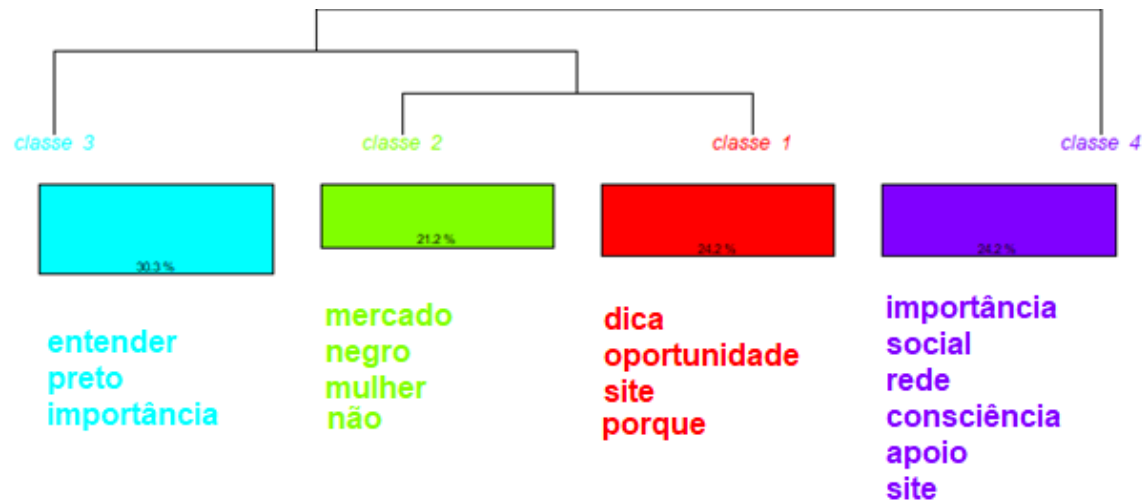 classe 3
classe 2
classe 1
classe 4
30.3 %
21.2 %
24.2 %
24.2 %
entender
preto
importância
mercado
negro
mulher
não
dica
oportunidade
site
porque
importância
social
rede
consciência
apoio
site